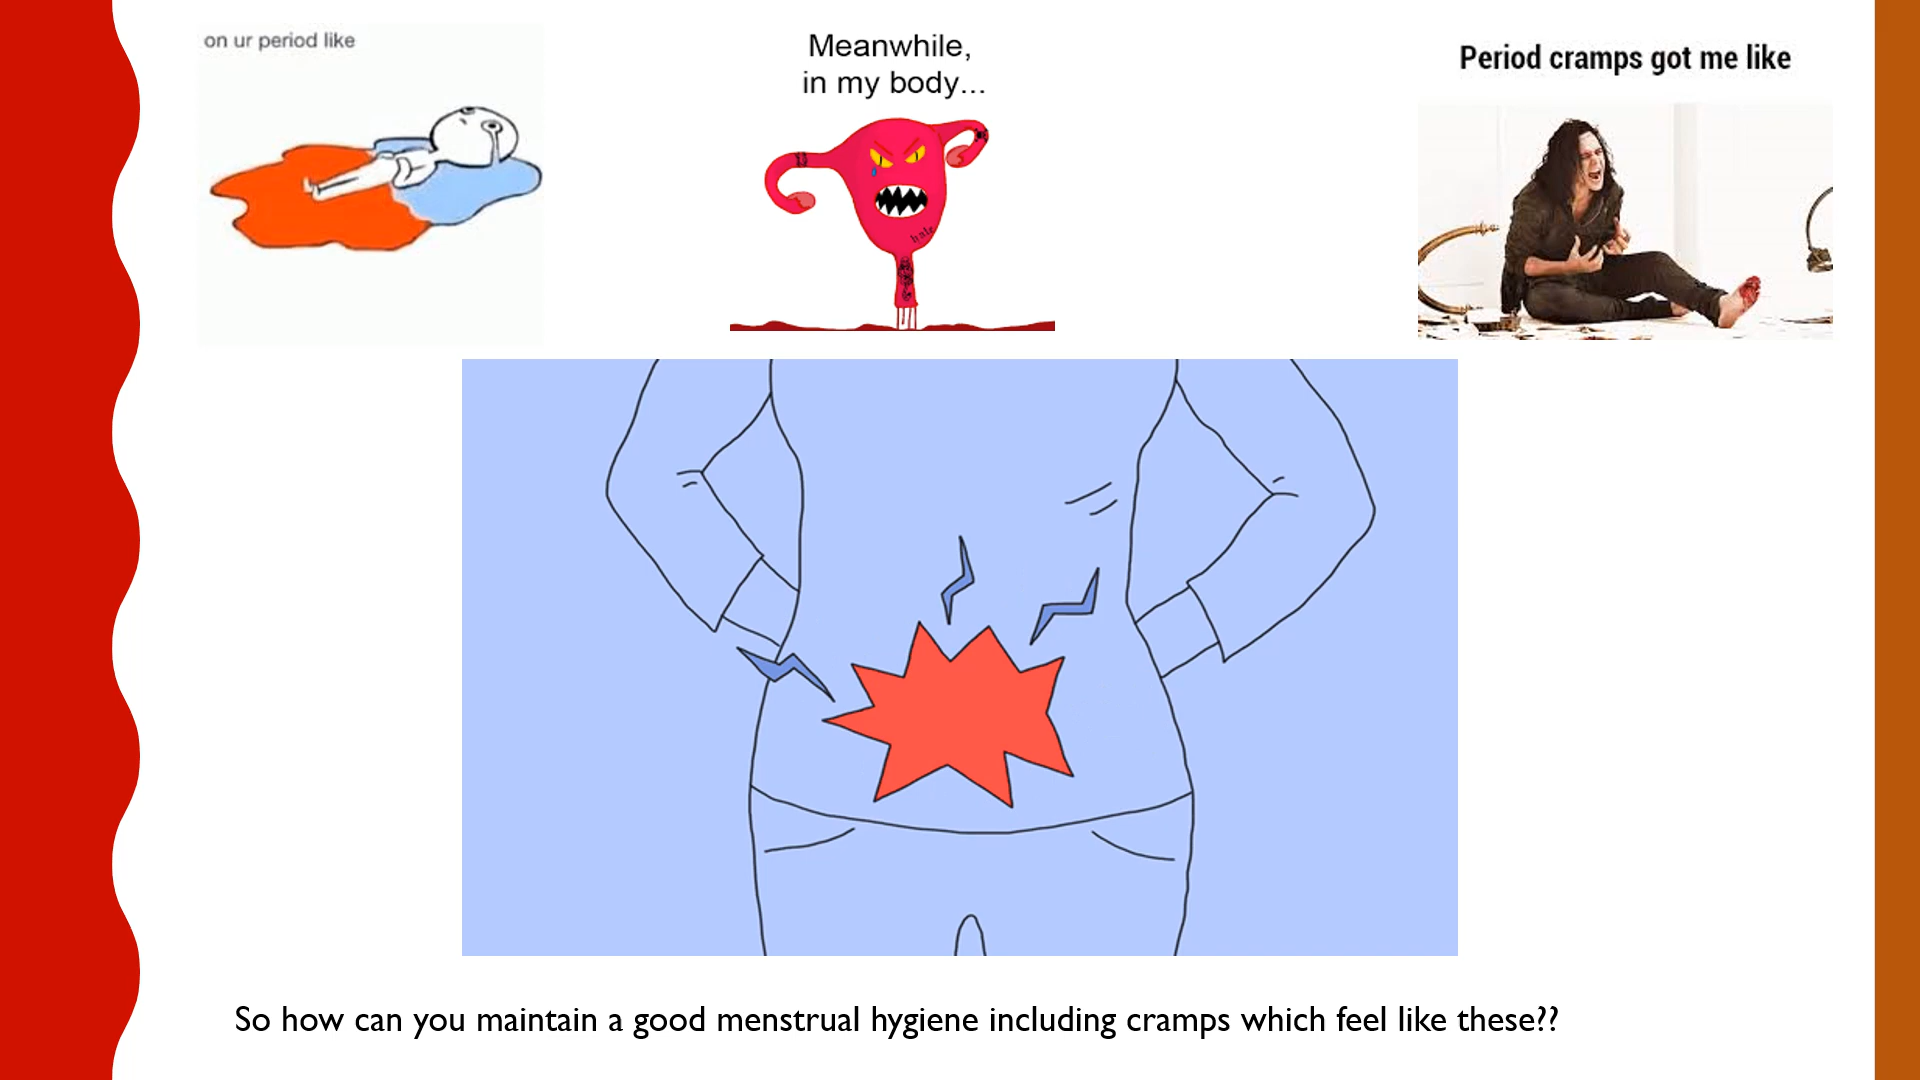 on ur period like
Meanwhile,
in my body...
Period cramps got me like
hair
So how can you maintain a good menstrual hygiene including cramps which feel like these??